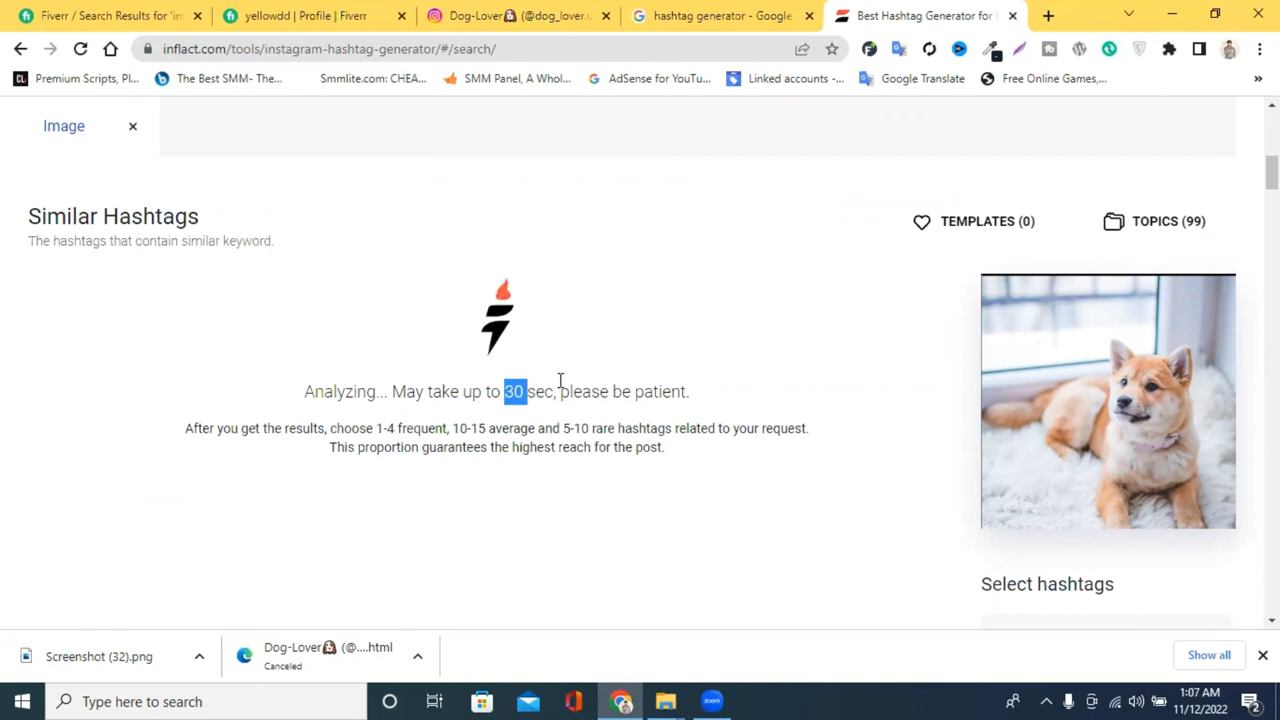 Fiverr / Search Results for 'in
yellowdd | Profile | Fiverr
Dog-Lover🐶 (@dog_lover.u
hashtag generator - Google
Best Hashtag Generator for I
inflact.com/tools/instagram-hashtag-generator/#/search/
Premium Scripts, Pl...
The Best SMM- The...
Smmlite.com: CHEA...
SMM Panel, A Whol...
AdSense for YouTu...
Linked accounts -...
Google Translate
Free Online Games,...
Image
Similar Hashtags
TEMPLATES (0)
TOPICS (99)
The hashtags that contain similar keyword.
Analyzing... May take up to 30 sec, please be patient.
After you get the results, choose 1-4 frequent, 10-15 average and 5-10 rare hashtags related to your request.
This proportion guarantees the highest reach for the post.
Select hashtags
Screenshot (32).png
Dog-Lover🐶 (@....html
Canceled
Show all
Type here to search
zoom
1:07 AM
11/12/2022
2